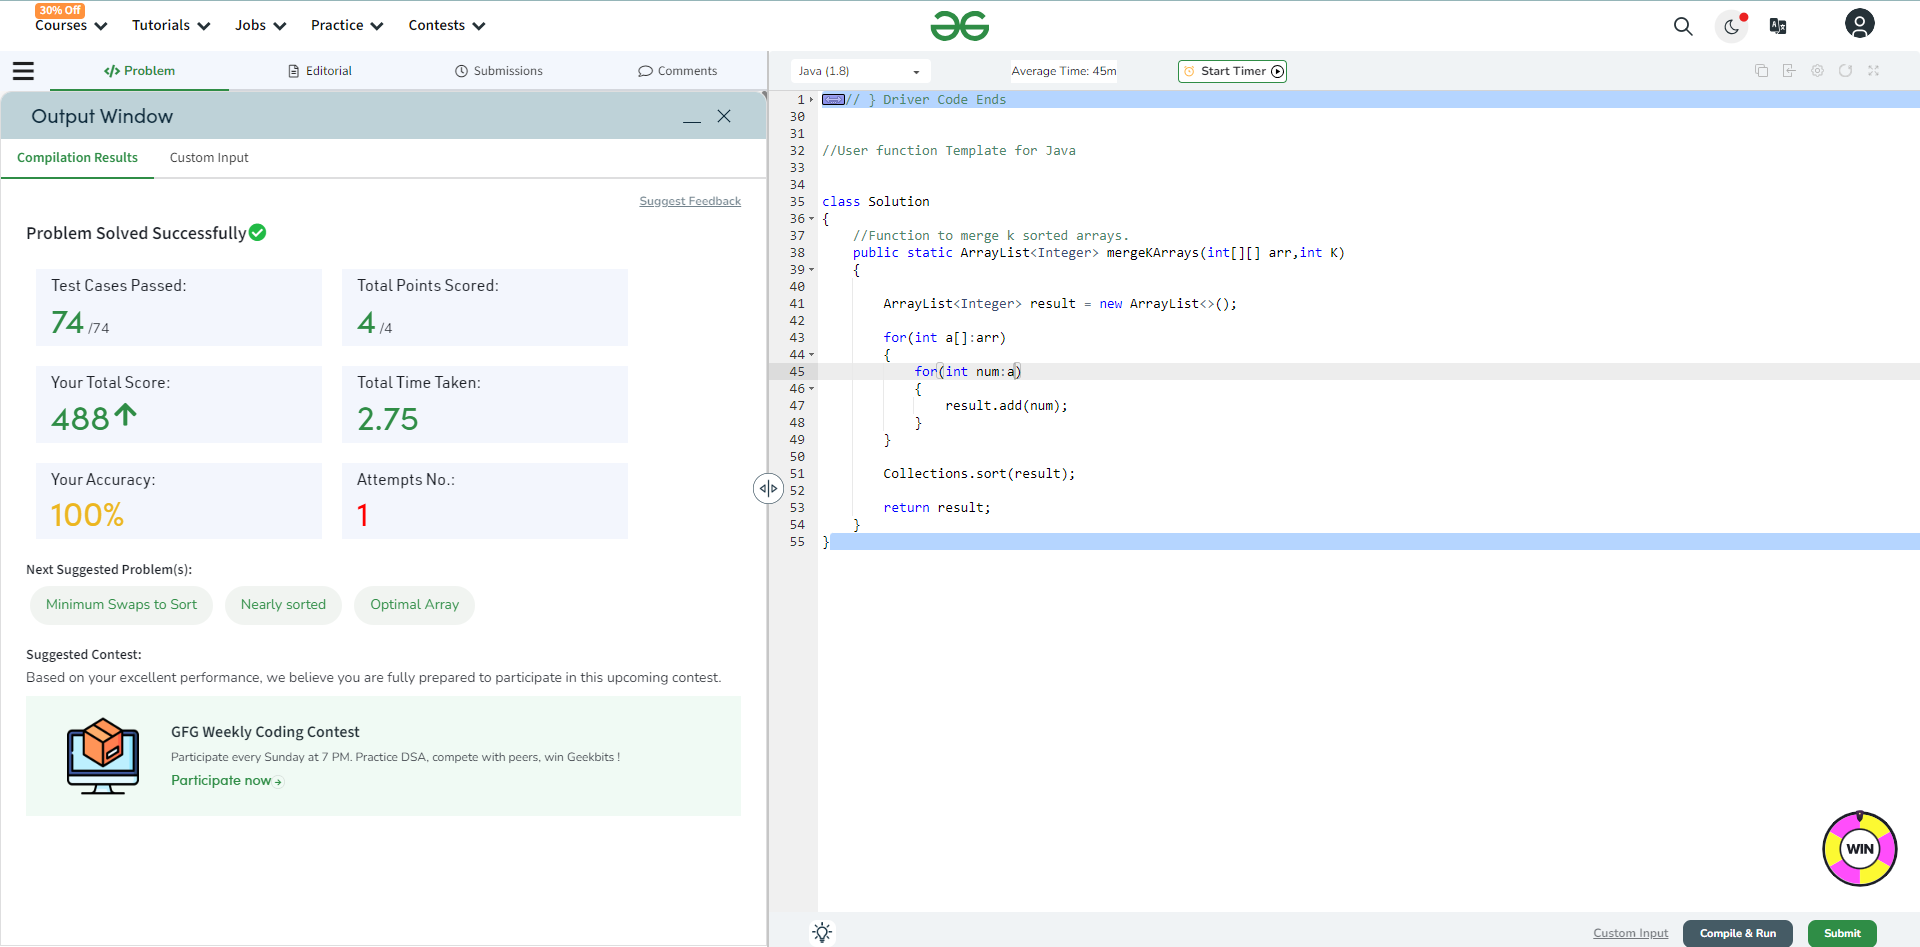 30% Off
Courses Tutorials Jobs Practice Contests
Problem Editorial Submissions Comments
Java (1.8) Average Time: 45m Start Timer
Output Window
Compilation Results Custom Input
Suggest Feedback
Problem Solved Successfully
Test Cases Passed: Total Points Scored:
74 /74 4 /4
Your Total Score: Total Time Taken:
488 2.75
Your Accuracy: Attempts No.:
100% 1
Next Suggested Problem(s):
Minimum Swaps to Sort Nearly sorted Optimal Array
Suggested Contest:
Based on your excellent performance, we believe you are fully prepared to participate in this upcoming contest.
GFG Weekly Coding Contest
Participate every Sunday at 7 PM. Practice DSA, compete with peers, win Geekbits !
Participate now
1 // } Driver Code Ends
30
31
32 //User function Template for Java
33
34
35 class Solution
36 {
37 //Function to merge k sorted arrays.
38 public static ArrayList<Integer> mergeKArrays(int[][] arr,int K)
39 {
40
41 ArrayList<Integer> result = new ArrayList<>();
42
43 for(int a[]:arr)
44 {
45 for(int num:a)
46 {
47 result.add(num);
48 }
49 }
50
51 Collections.sort(result);
52
53 return result;
54 }
55 }
WIN
Custom Input Compile & Run Submit